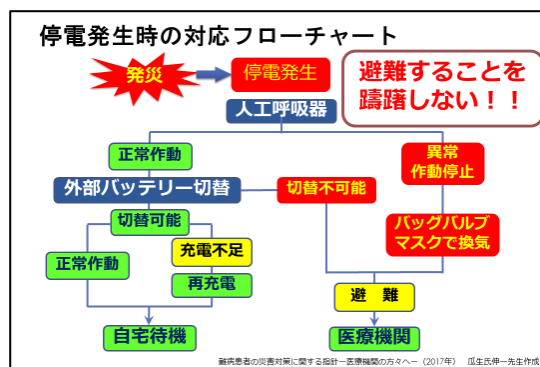 停電発生時の対応フローチャート
発災
停電発生
避難することを
躊躇しない！！
人工呼吸器
正常作動
異常
作動停止
外部バッテリー切替
切替不可能
切替可能
バッグバルブ
マスクで換気
充電不足
正常作動
再充電
避　難
自宅待機
医療機関
難病患者の災害対策に関する指針ー医療機関の方々へー（2017年）　瓜生氏伸一先生作成